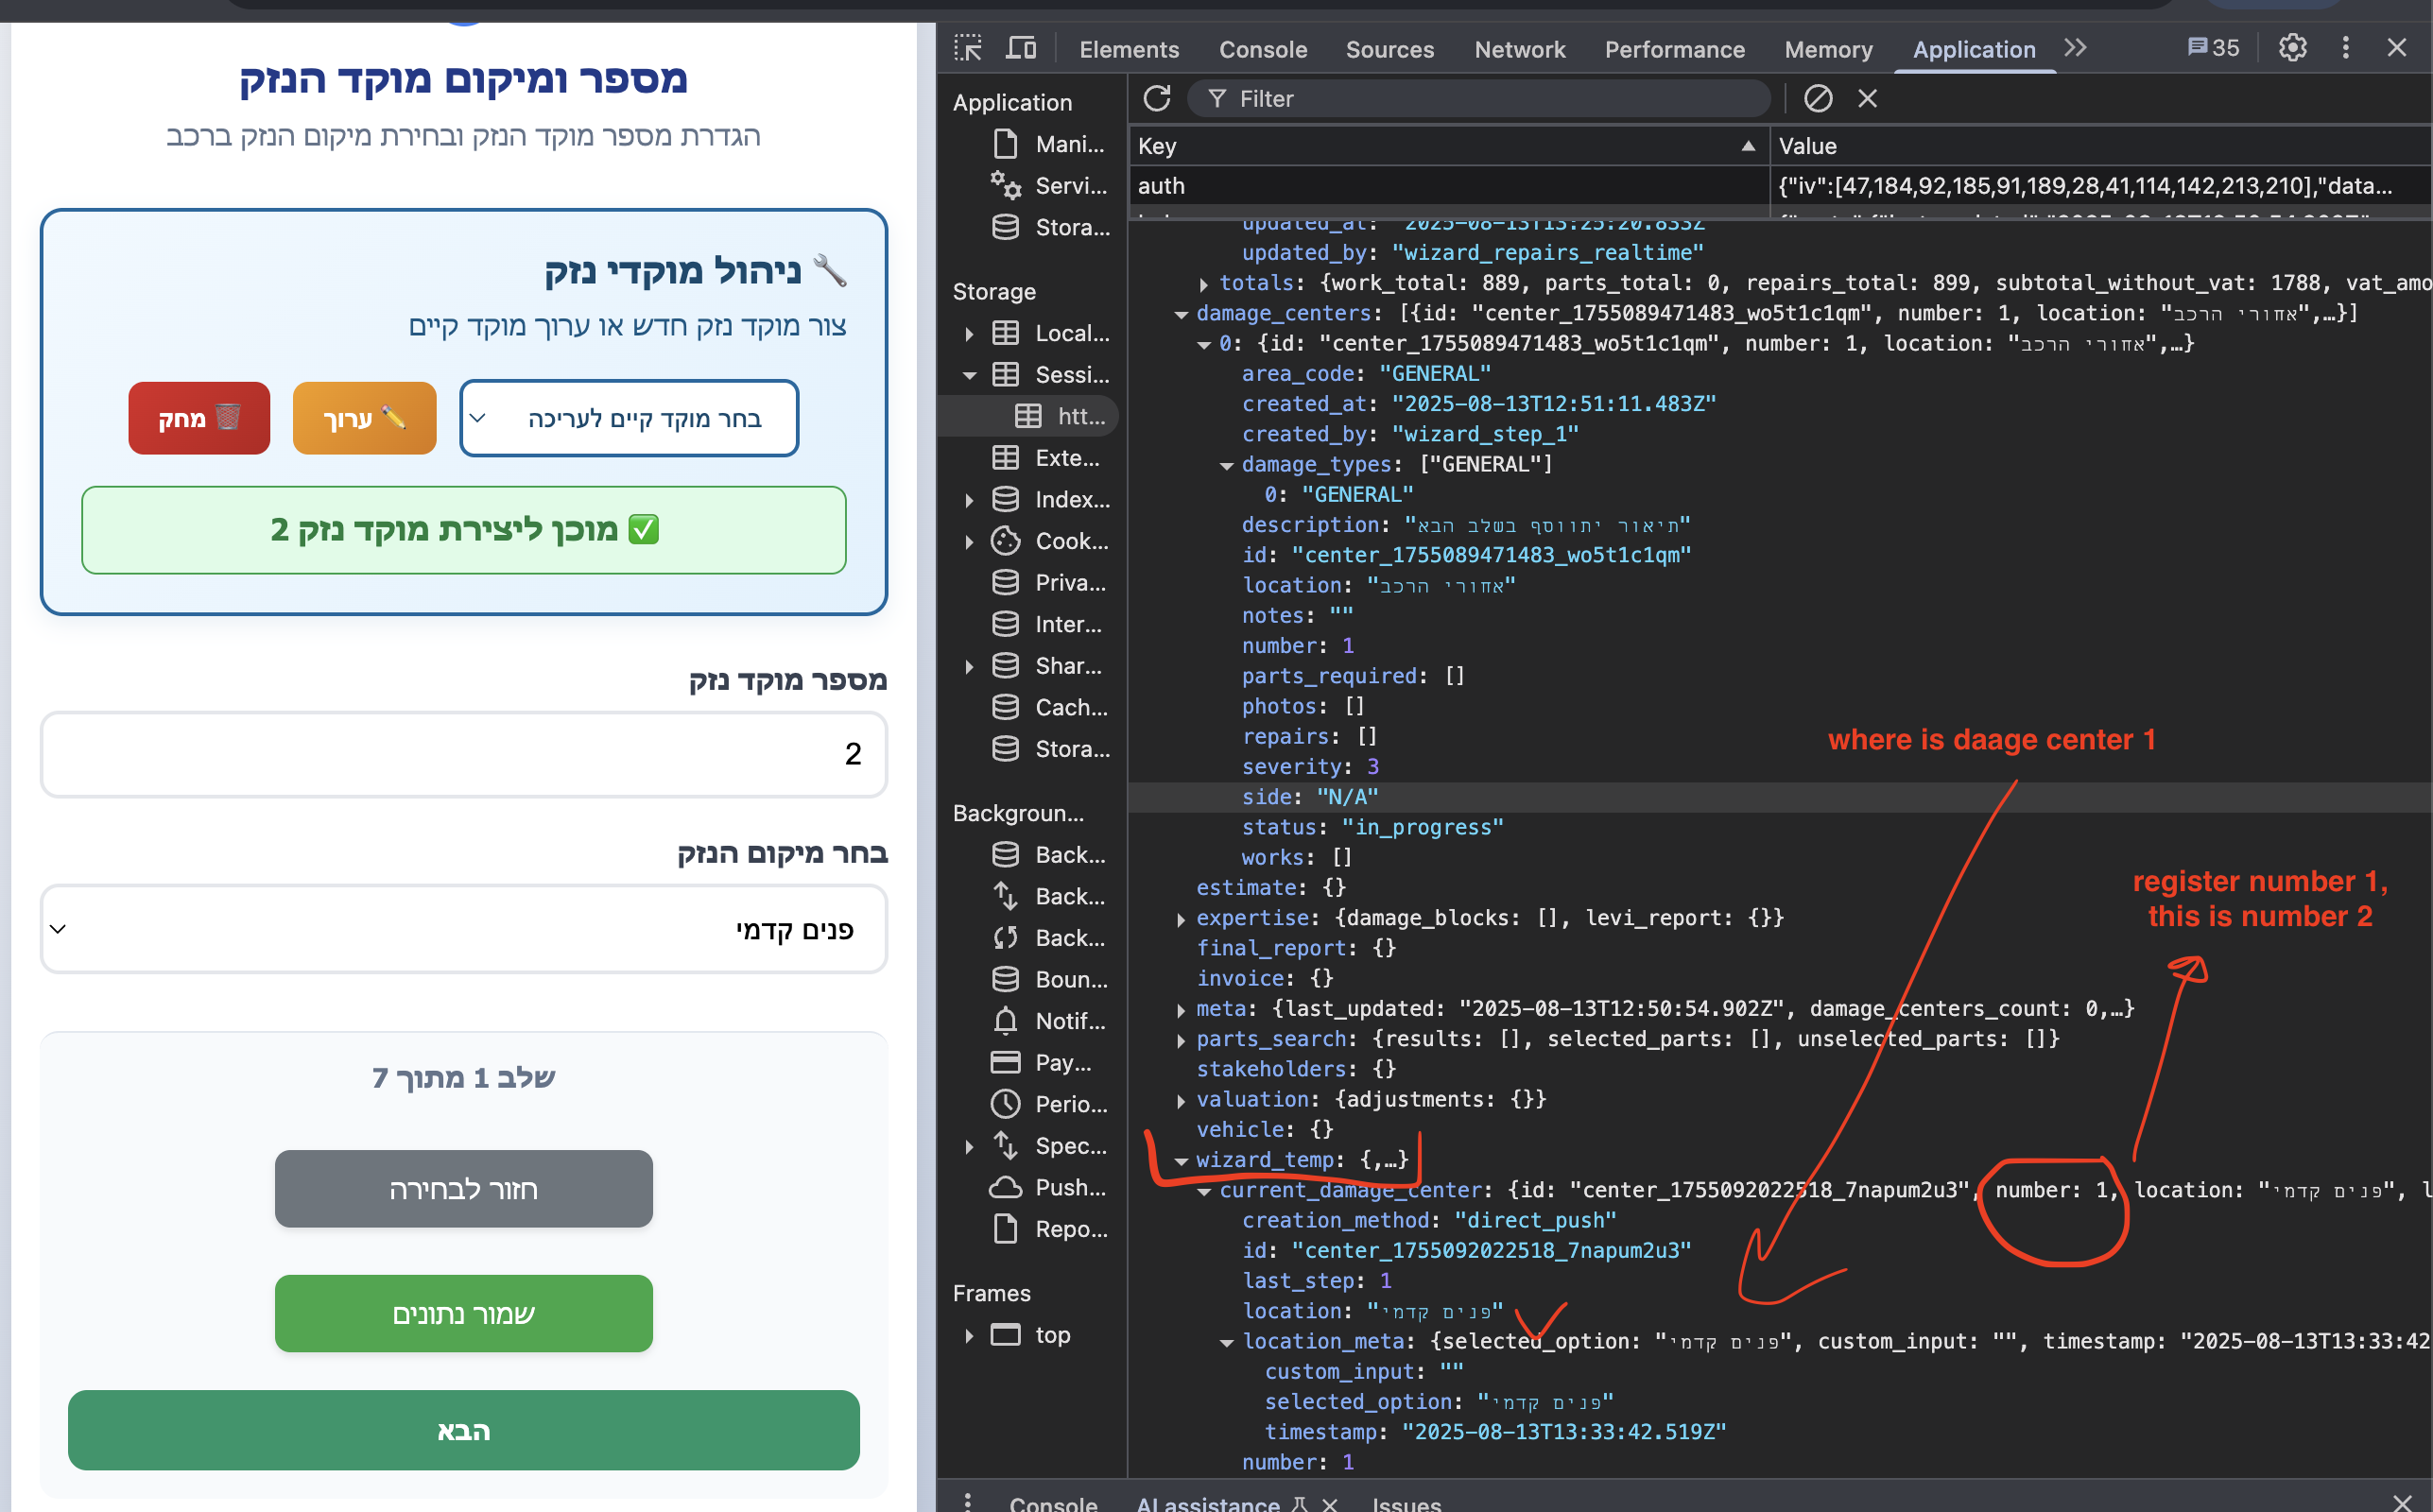 מספר ומיקום מוקד הנזק
הגדרת מספר מוקד הנזק ובחירת מיקום הנזק ברכב
🔧 ניהול מוקדי נזק
צור מוקד נזק חדש או ערוך מוקד קיים
בחר מוקד קיים לעריכה
✏️ ערוך
🗑️ מחק
✅ מוכן ליצירת מוקד נזק 2
מספר מוקד נזק
2
בחר מיקום הנזק
פנים קדמי
שלב 1 מתוך 7
חזור לבחירה
שמור נתונים
הבא
Elements Console Sources Network Performance Memory Application 35
Application
Mani...
Servi...
Stora...
Storage
Local...
Sessi...
htt...
Exte...
Index...
Cook...
Priva...
Inter...
Shar...
Cach...
Stora...
Backgroun...
Back...
Back...
Back...
Boun...
Notif...
Pay...
Perio...
Spec...
Push...
Repo...
Frames
top
Filter
Key Value
auth {"iv":[47,184,92,185,91,189,28,41,114,142,213,210],"data...
updated_at: "2025-08-13T13:25:20.833Z"
updated_by: "wizard_repairs_realtime"
totals: {work_total: 889, parts_total: 0, repairs_total: 899, subtotal_without_vat: 1788, vat_amo
damage_centers: [{id: "center_1755089471483_wo5t1c1qm", number: 1, location: "אחורי הרכב",…}]
0: {id: "center_1755089471483_wo5t1c1qm", number: 1, location: "אחורי הרכב",…}
area_code: "GENERAL"
created_at: "2025-08-13T12:51:11.483Z"
created_by: "wizard_step_1"
damage_types: ["GENERAL"]
0: "GENERAL"
description: "תיאור יתווסף בשלב הבא"
id: "center_1755089471483_wo5t1c1qm"
location: "אחורי הרכב"
notes: ""
number: 1
parts_required: []
photos: []
repairs: []
severity: 3
side: "N/A"
status: "in_progress"
works: []
estimate: {}
expertise: {damage_blocks: [], levi_report: {}}
final_report: {}
invoice: {}
meta: {last_updated: "2025-08-13T12:50:54.902Z", damage_centers_count: 0,…}
parts_search: {results: [], selected_parts: [], unselected_parts: []}
stakeholders: {}
valuation: {adjustments: {}}
vehicle: {}
wizard_temp: {,…}
current_damage_center: {id: "center_1755092022518_7napum2u3", number: 1, location: "פנים קדמי", l
creation_method: "direct_push"
id: "center_1755092022518_7napum2u3"
last_step: 1
location: "פנים קדמי"
location_meta: {selected_option: "פנים קדמי", custom_input: "", timestamp: "2025-08-13T13:33:42
custom_input: ""
selected_option: "פנים קדמי"
timestamp: "2025-08-13T13:33:42.519Z"
number: 1
where is daage center 1
register number 1,
this is number 2
Console AI assistance Issues